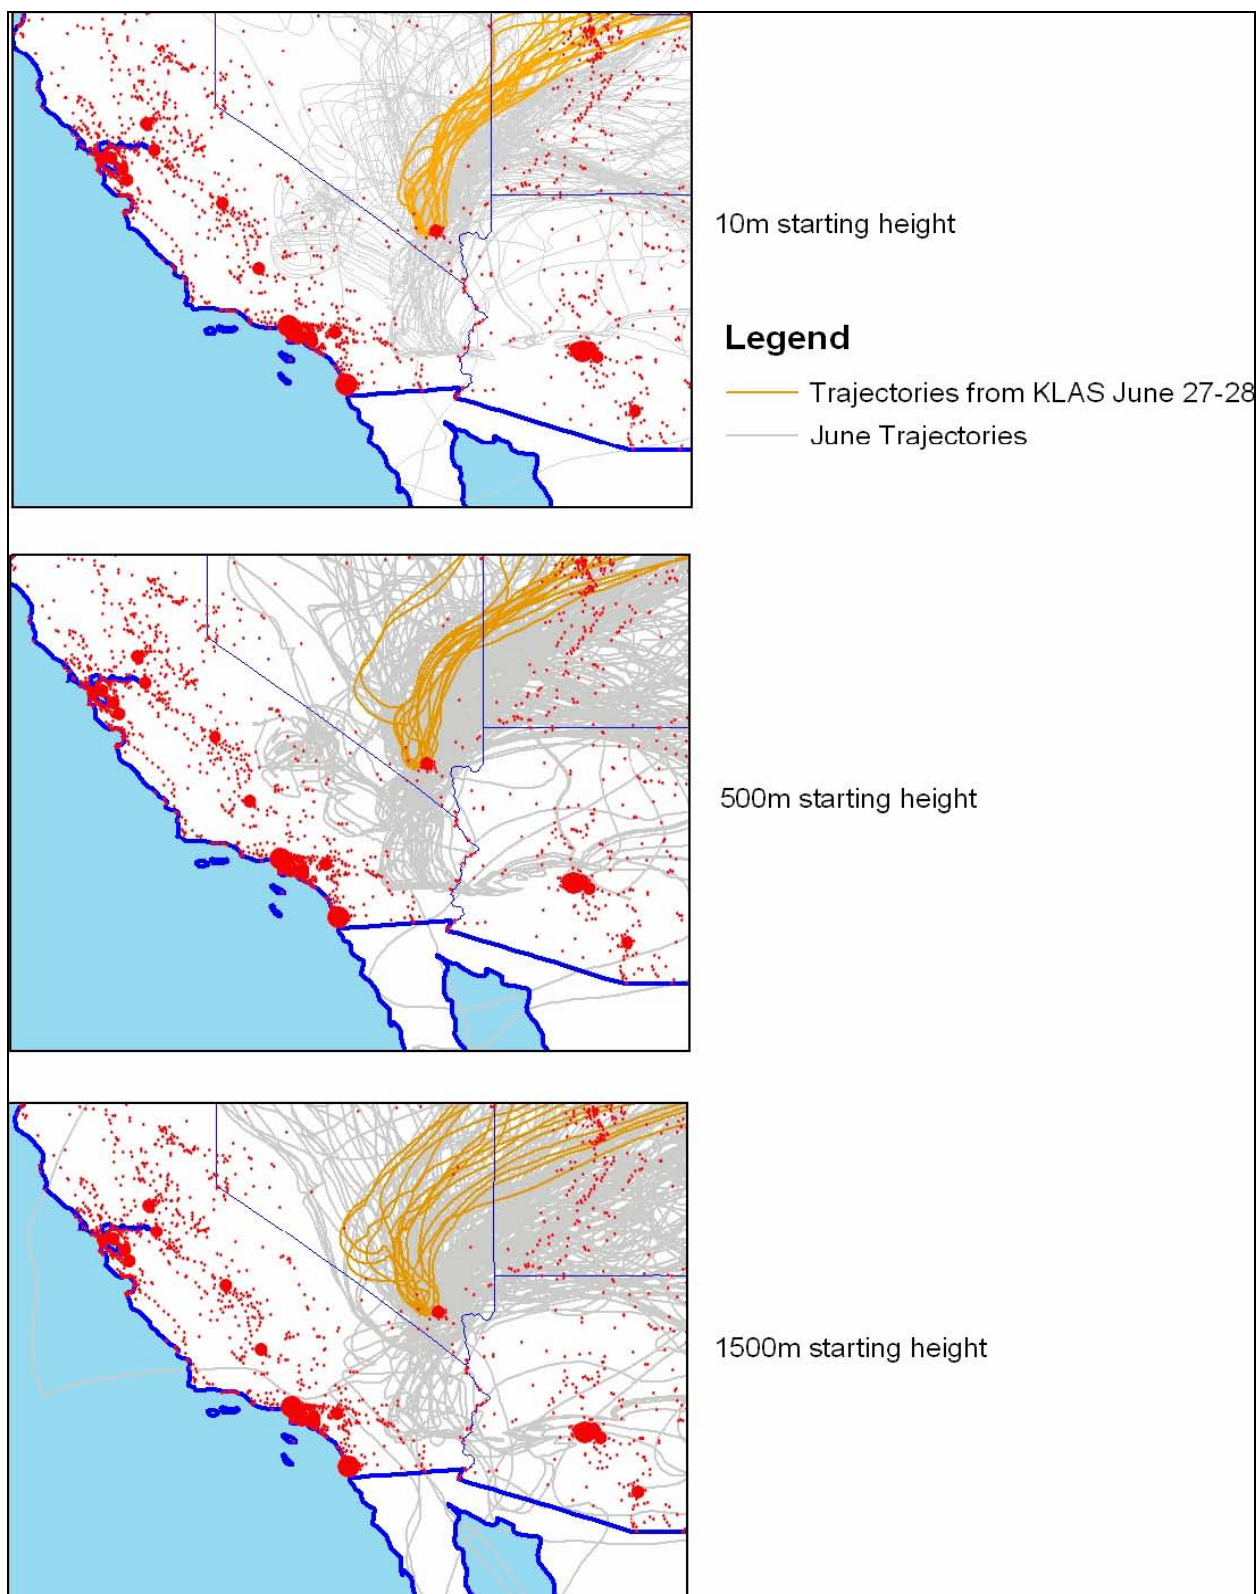 10m starting height
Legend
Trajectories from KLAS June 27-28
June Trajectories
500m starting height
1500m starting height